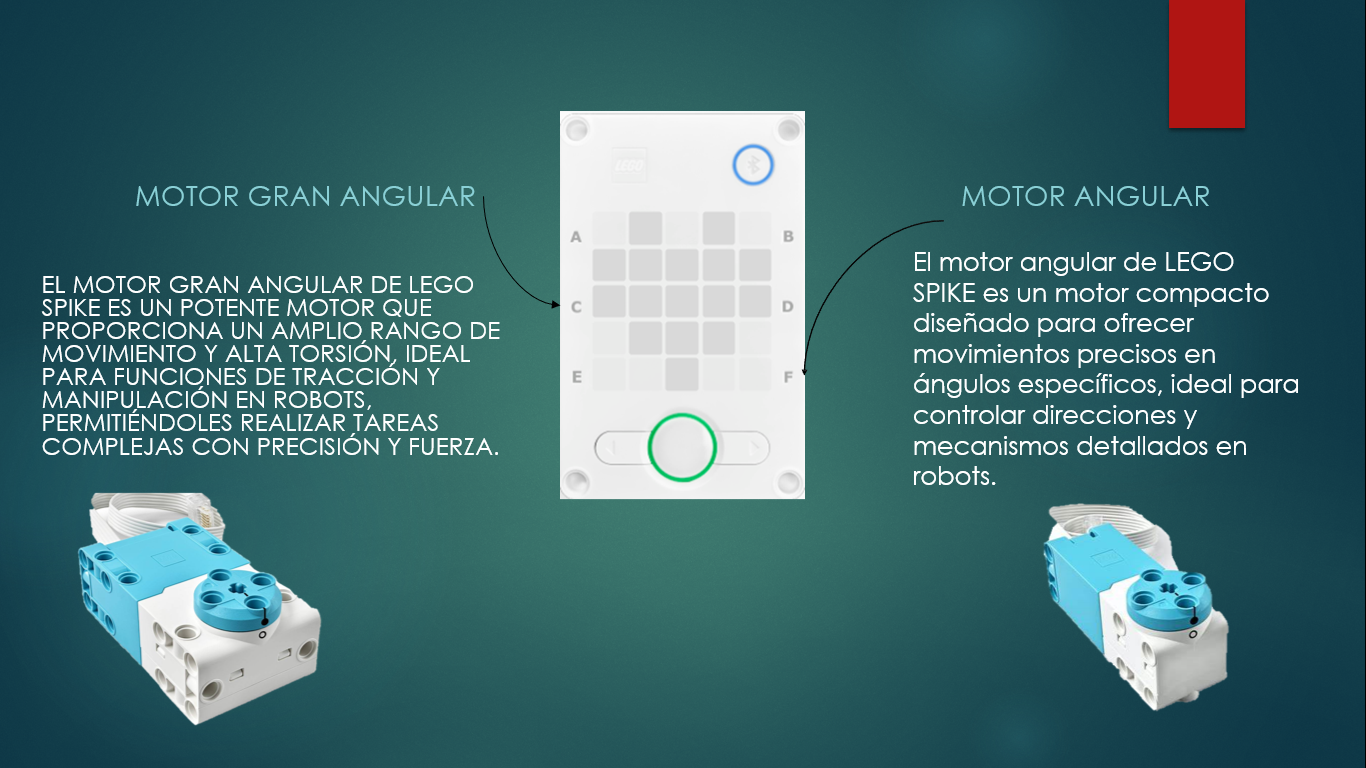 MOTOR GRAN ANGULAR
EL MOTOR GRAN ANGULAR DE LEGO
SPIKE ES UN POTENTE MOTOR QUE
PROPORCIONA UN AMPLIO RANGO DE
MOVIMIENTO Y ALTA TORSIÓN, IDEAL
PARA FUNCIONES DE TRACCIÓN Y
MANIPULACIÓN EN ROBOTS,
PERMITIÉNDOLES REALIZAR TAREAS
COMPLEJAS CON PRECISIÓN Y FUERZA.
LEGO
A B
C D
E F
MOTOR ANGULAR
El motor angular de LEGO
SPIKE es un motor compacto
diseñado para ofrecer
movimientos precisos en
ángulos específicos, ideal para
controlar direcciones y
mecanismos detallados en
robots.